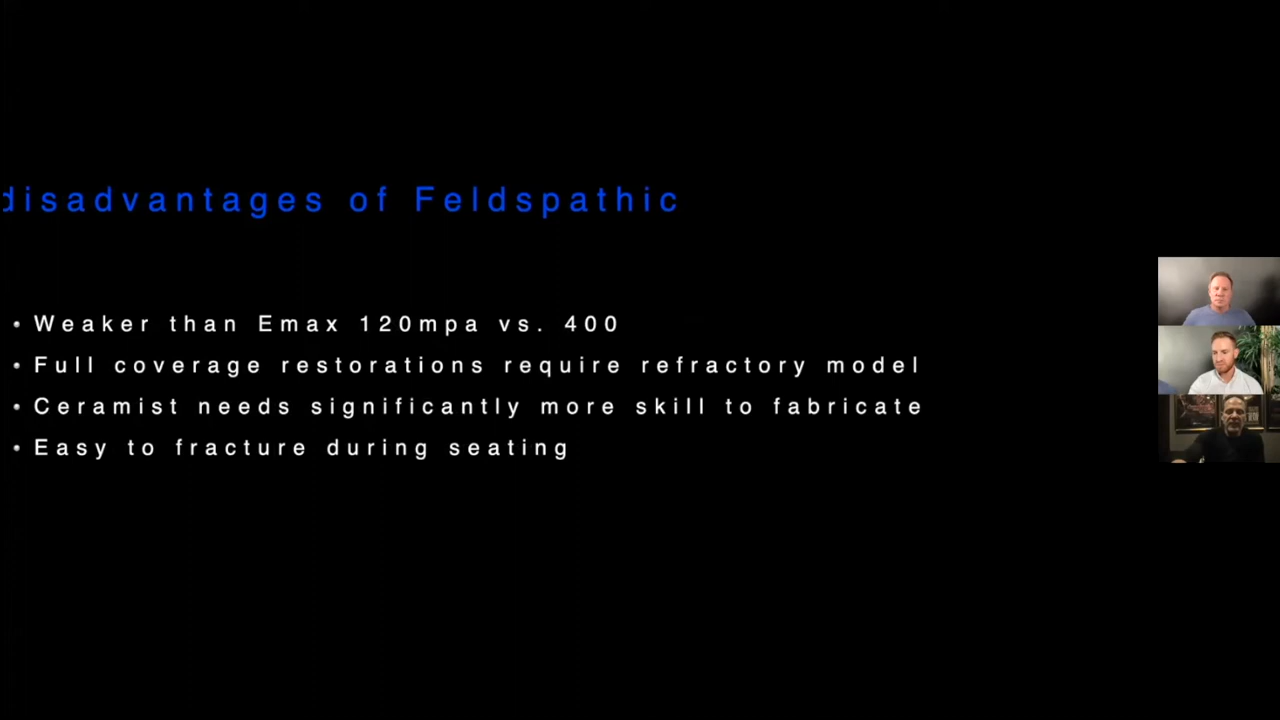 disadvantages of Feldspathic
• Weaker than Emax 120mpa vs. 400
• Full coverage restorations require refractory model
• Ceramist needs significantly more skill to fabricate
• Easy to fracture during seating